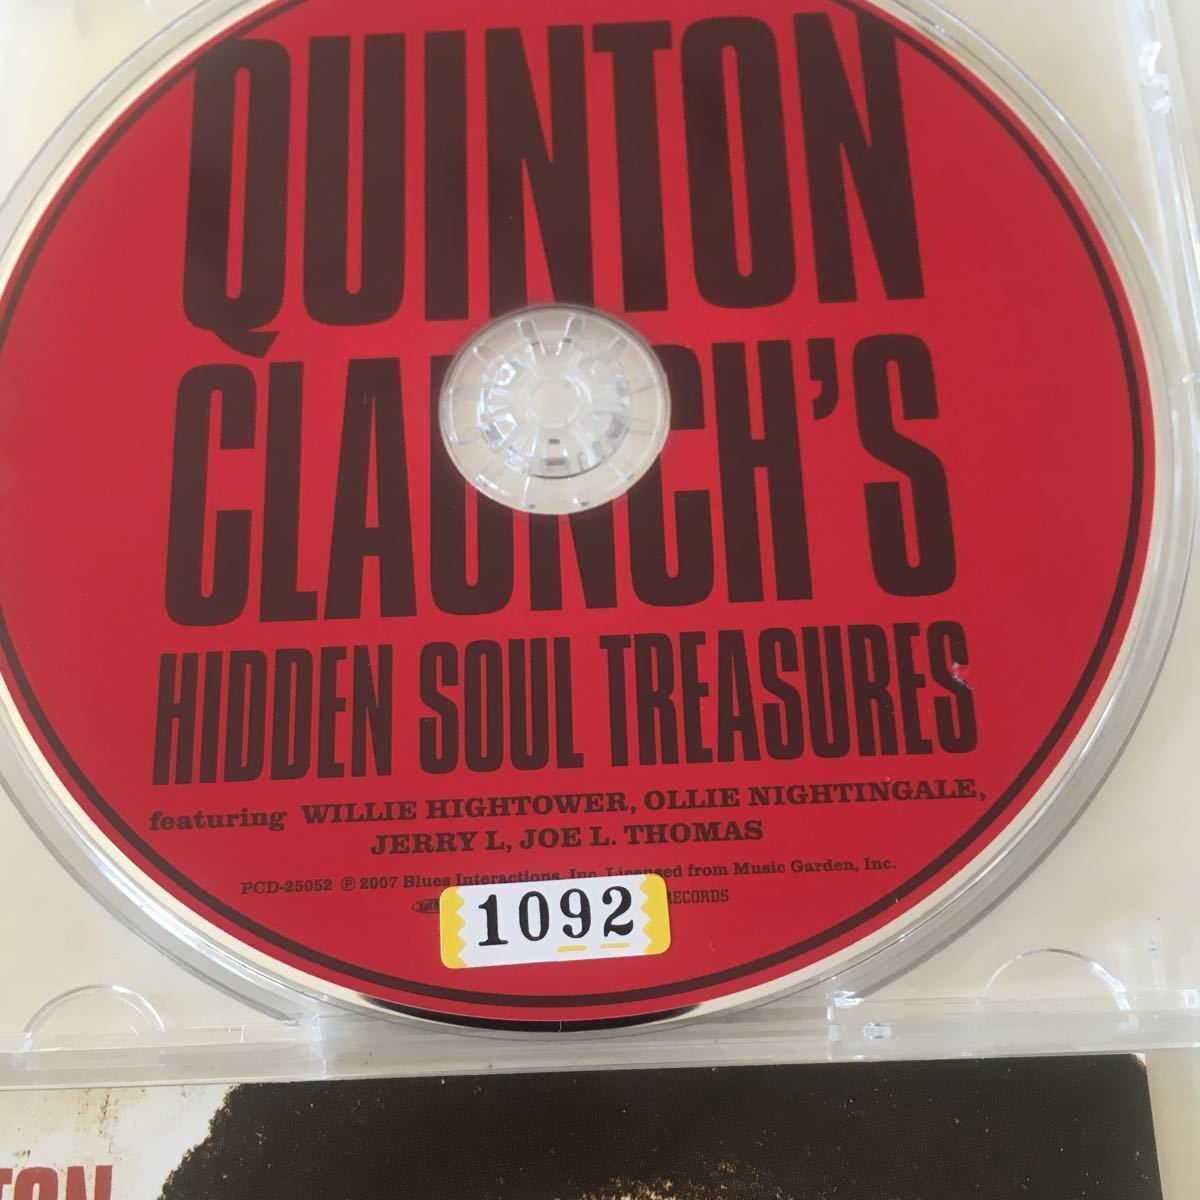 QUINTON
CLAUNCH'S
HIDDEN SOUL TREASURES
featuring WILLIE HIGHTOWER, OLLIE NIGHTINGALE,
JERRY L, JOE L. THOMAS
PCD-25052 ℗ 2007 Blues Interactions, Inc. Licensed from Music Garden, Inc.
RECORDS
1092
TON